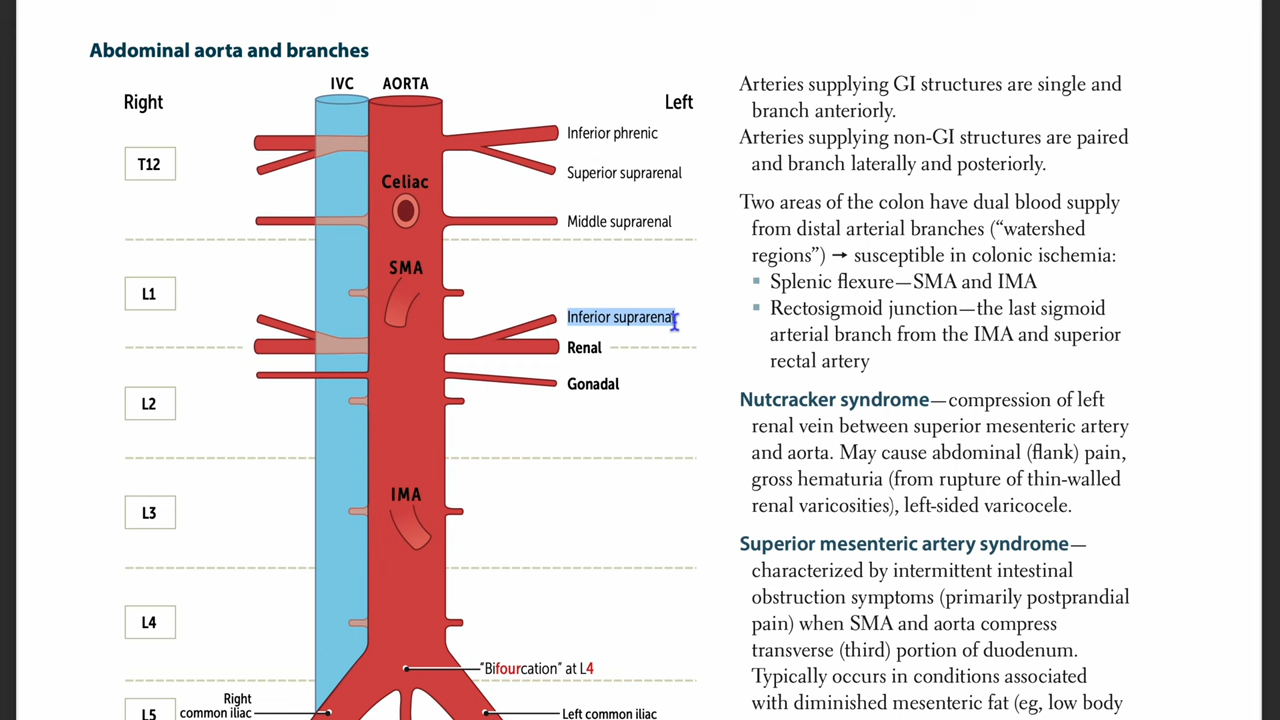 Abdominal aorta and branches
IVC AORTA
Right
Left
T12
Inferior phrenic
Superior suprarenal
Celiac
Middle suprarenal
SMA
L1
Inferior suprarenal
Renal
Gonadal
L2
IMA
L3
L4
"Bifourcation" at L4
L5
Right
common iliac
Left common iliac
Arteries supplying GI structures are single and
branch anteriorly.
Arteries supplying non-GI structures are paired
and branch laterally and posteriorly.
Two areas of the colon have dual blood supply
from distal arterial branches (“watershed
regions”) → susceptible in colonic ischemia:
▪ Splenic flexure—SMA and IMA
▪ Rectosigmoid junction—the last sigmoid
arterial branch from the IMA and superior
rectal artery
Nutcracker syndrome—compression of left
renal vein between superior mesenteric artery
and aorta. May cause abdominal (flank) pain,
gross hematuria (from rupture of thin-walled
renal varicosities), left-sided varicocele.
Superior mesenteric artery syndrome—
characterized by intermittent intestinal
obstruction symptoms (primarily postprandial
pain) when SMA and aorta compress
transverse (third) portion of duodenum.
Typically occurs in conditions associated
with diminished mesenteric fat (eg, low body